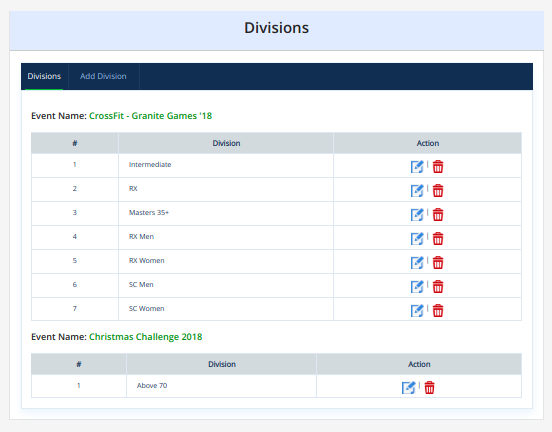 Divisions
Divisions Add Division
Event Name: CrossFit - Granite Games '18
# Division Action
1 Intermediate |
2 RX |
3 Masters 35+ |
4 RX Men |
5 RX Women |
6 SC Men |
7 SC Women |
Event Name: Christmas Challenge 2018
# Division Action
1 Above 70 |